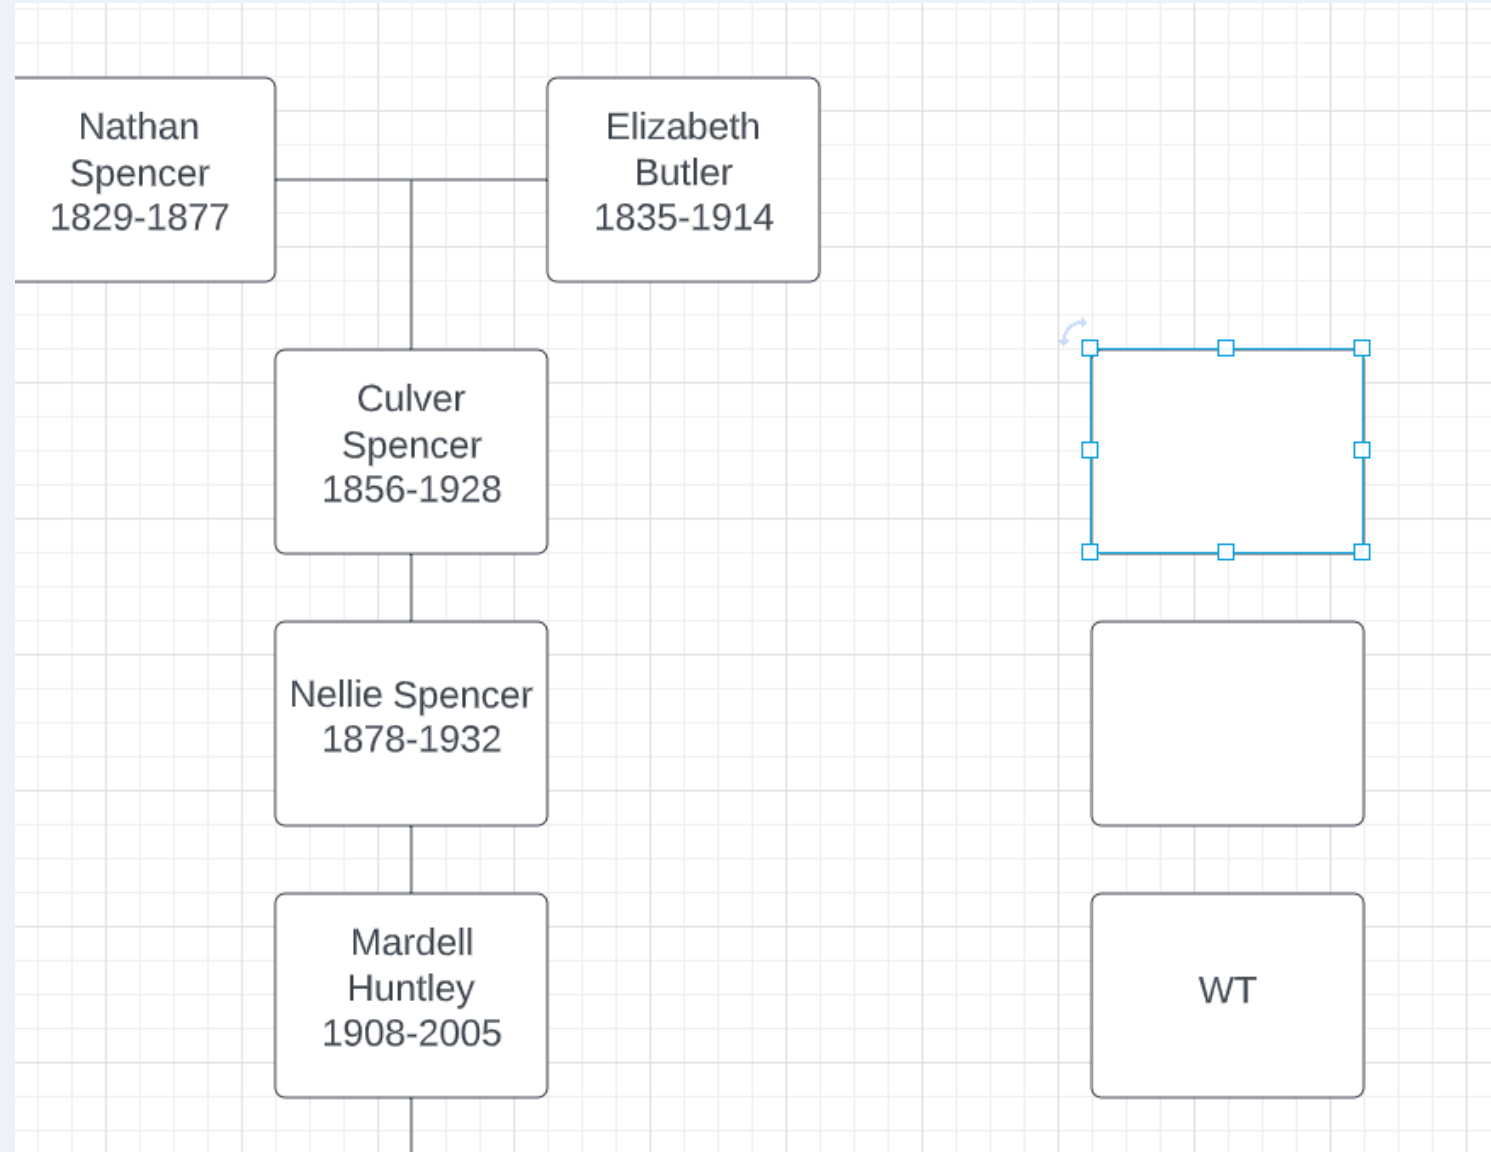 Nathan
Spencer
1829-1877
Elizabeth
Butler
1835-1914
Culver
Spencer
1856-1928
Nellie Spencer
1878-1932
Mardell
Huntley
1908-2005
WT